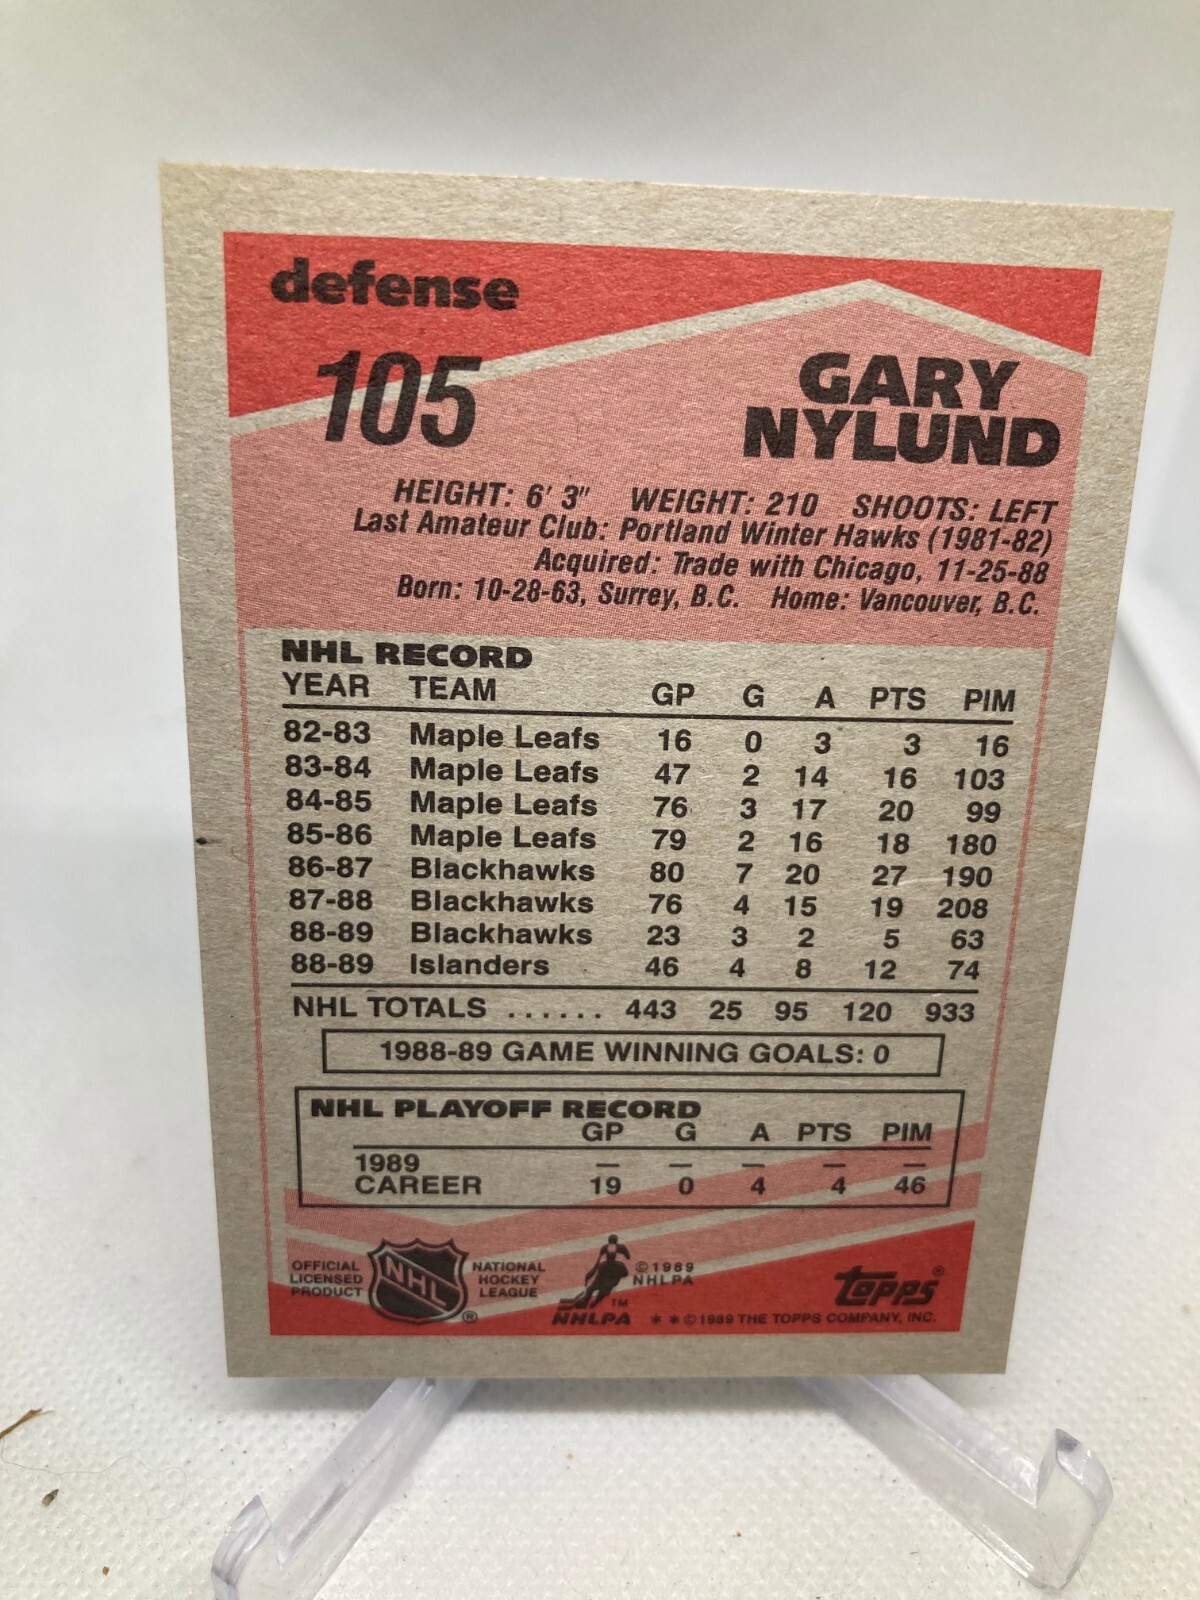 defense
105
GARY
NYLUND
HEIGHT: 6' 3" WEIGHT: 210 SHOOTS: LEFT
Last Amateur Club: Portland Winter Hawks (1981-82)
Acquired: Trade with Chicago, 11-25-88
Born: 10-28-63, Surrey, B.C. Home: Vancouver, B.C.
NHL RECORD
YEAR TEAM GP G A PTS PIM
82-83 Maple Leafs 16 0 3 3 16
83-84 Maple Leafs 47 2 14 16 103
84-85 Maple Leafs 76 3 17 20 99
85-86 Maple Leafs 79 2 16 18 180
86-87 Blackhawks 80 7 20 27 190
87-88 Blackhawks 76 4 15 19 208
88-89 Blackhawks 23 3 2 5 63
88-89 Islanders 46 4 8 12 74
NHL TOTALS ...... 443 25 95 120 933
1988-89 GAME WINNING GOALS: 0
NHL PLAYOFF RECORD
GP G A PTS PIM
1989 — — — — —
CAREER 19 0 4 4 46
OFFICIAL
LICENSED
PRODUCT
NHL
®
NATIONAL
HOCKEY
LEAGUE
TM
NHLPA
©1989
NHLPA
TOPPS®
* * ©1989 THE TOPPS COMPANY, INC.